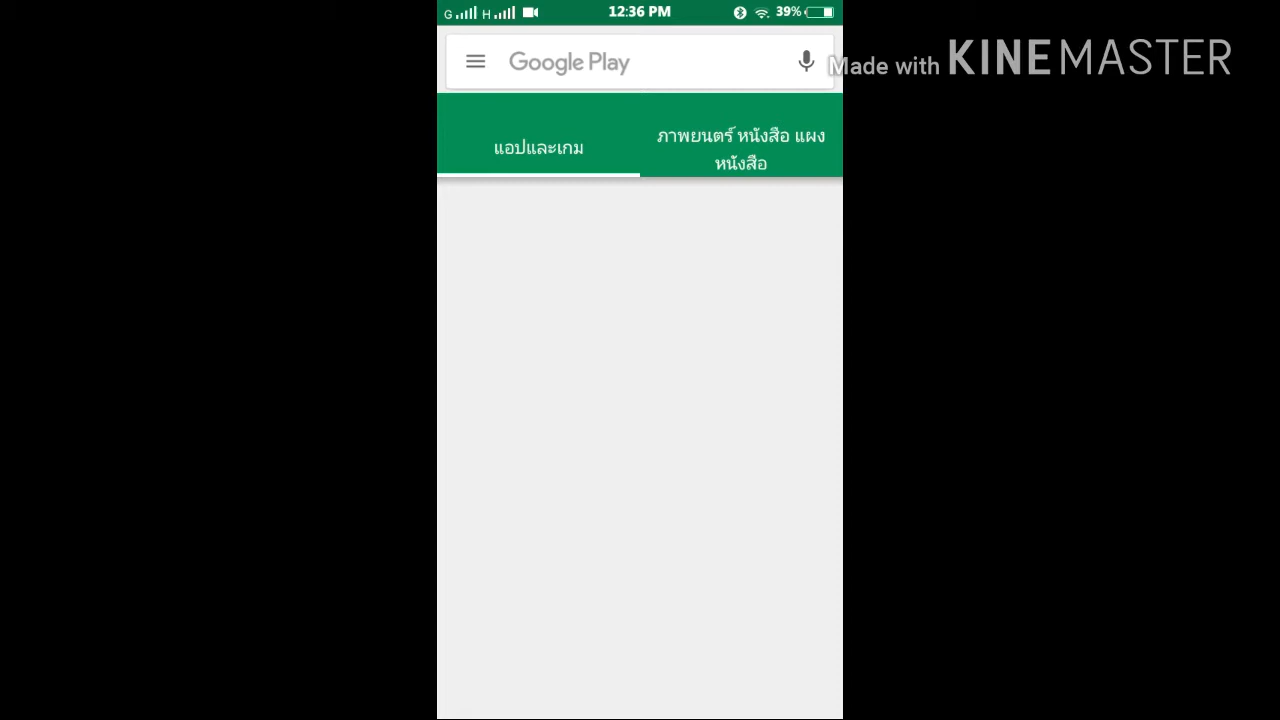 G H 12:36 PM 39%
Google Play
Made with KINEMASTER
แอปและเกม
ภาพยนตร์ หนังสือ แผง
หนังสือ